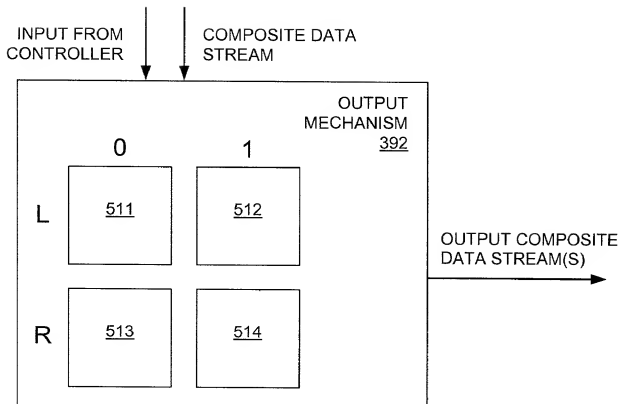 INPUT FROM
CONTROLLER
COMPOSITE DATA
STREAM
OUTPUT
MECHANISM
392
0 1
L 511 512
OUTPUT COMPOSITE
DATA STREAM(S)
R 513 514